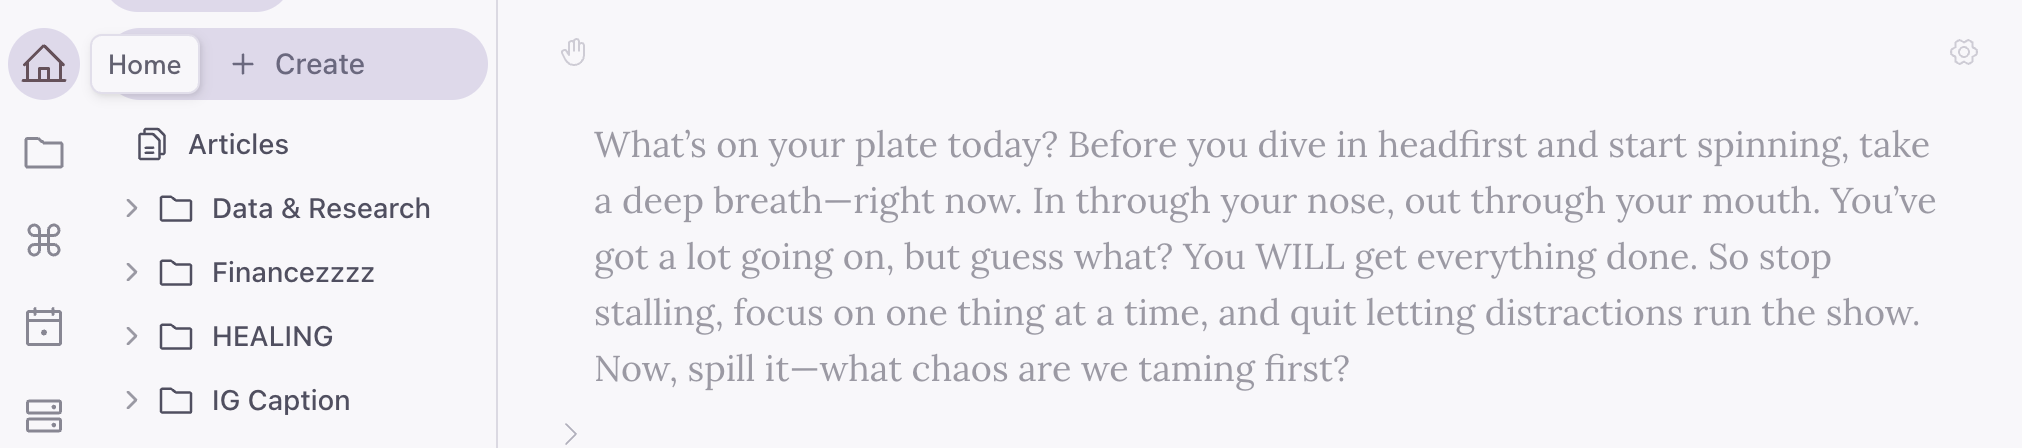 Home
+ Create
Articles
Data & Research
Financezzzz
HEALING
IG Caption
What’s on your plate today? Before you dive in headfirst and start spinning, take
a deep breath—right now. In through your nose, out through your mouth. You’ve
got a lot going on, but guess what? You WILL get everything done. So stop
stalling, focus on one thing at a time, and quit letting distractions run the show.
Now, spill it—what chaos are we taming first?